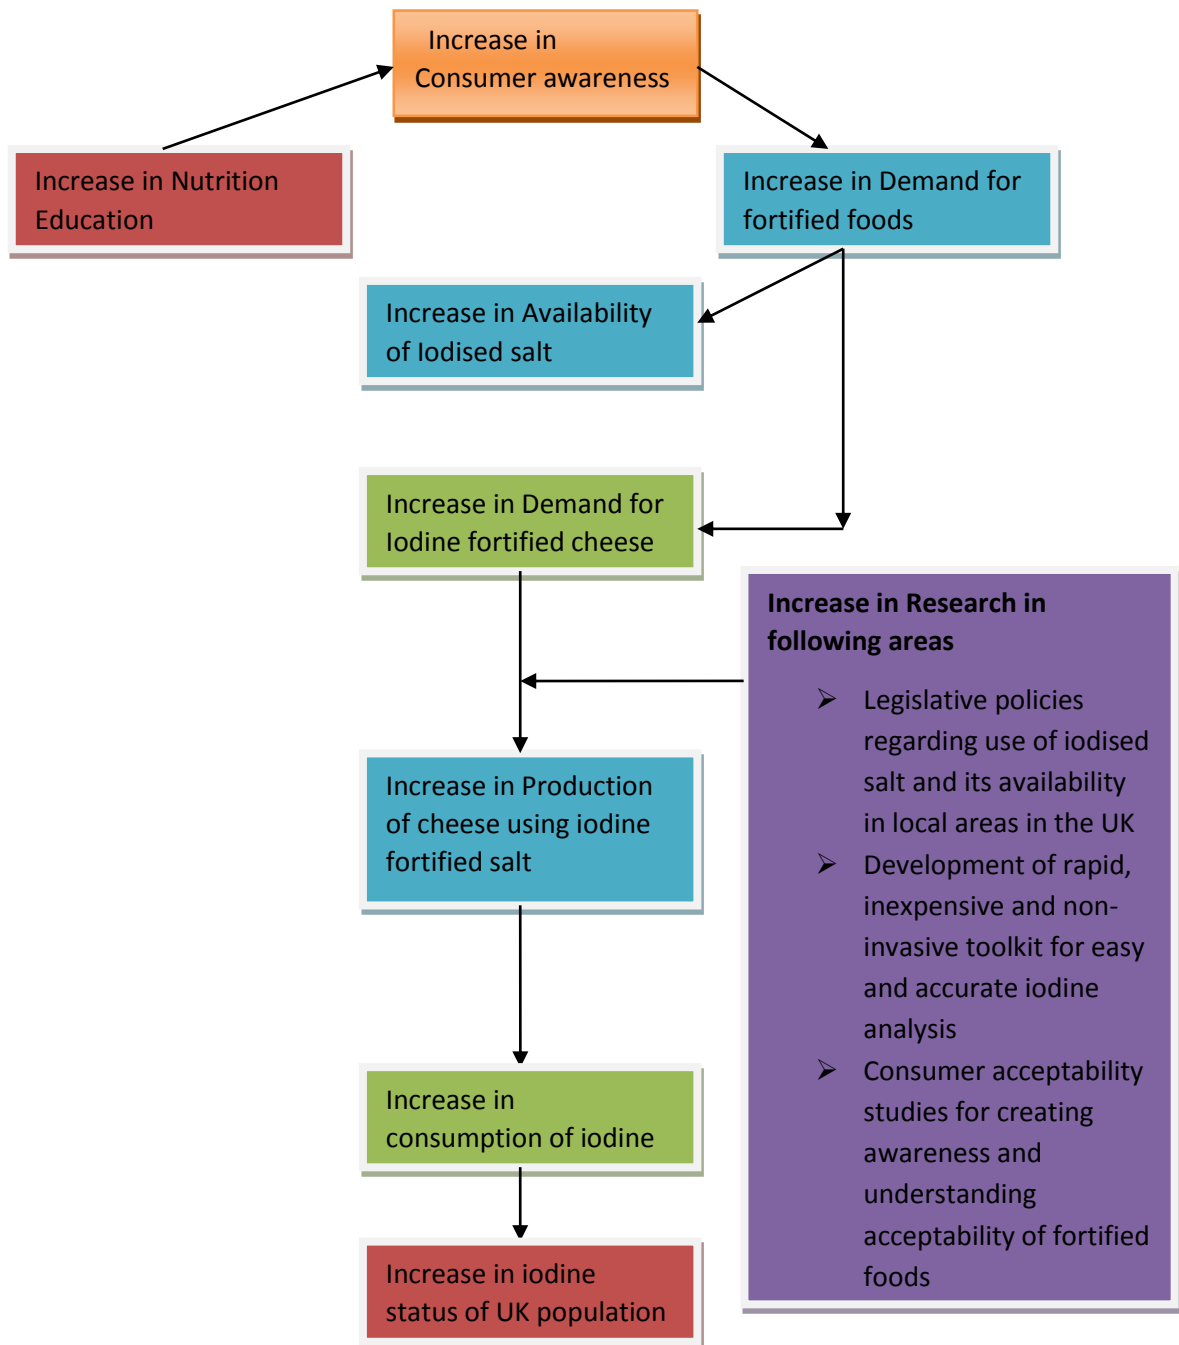 Increase in
Consumer awareness
Increase in Nutrition
Education
Increase in Demand for
fortified foods
Increase in Availability
of Iodised salt
Increase in Demand for
Iodine fortified cheese
Increase in Research in
following areas
➢ Legislative policies
regarding use of iodised
salt and its availability
in local areas in the UK
➢ Development of rapid,
inexpensive and non-
invasive toolkit for easy
and accurate iodine
analysis
➢ Consumer acceptability
studies for creating
awareness and
understanding
acceptability of fortified
foods
Increase in Production
of cheese using iodine
fortified salt
Increase in
consumption of iodine
Increase in iodine
status of UK population